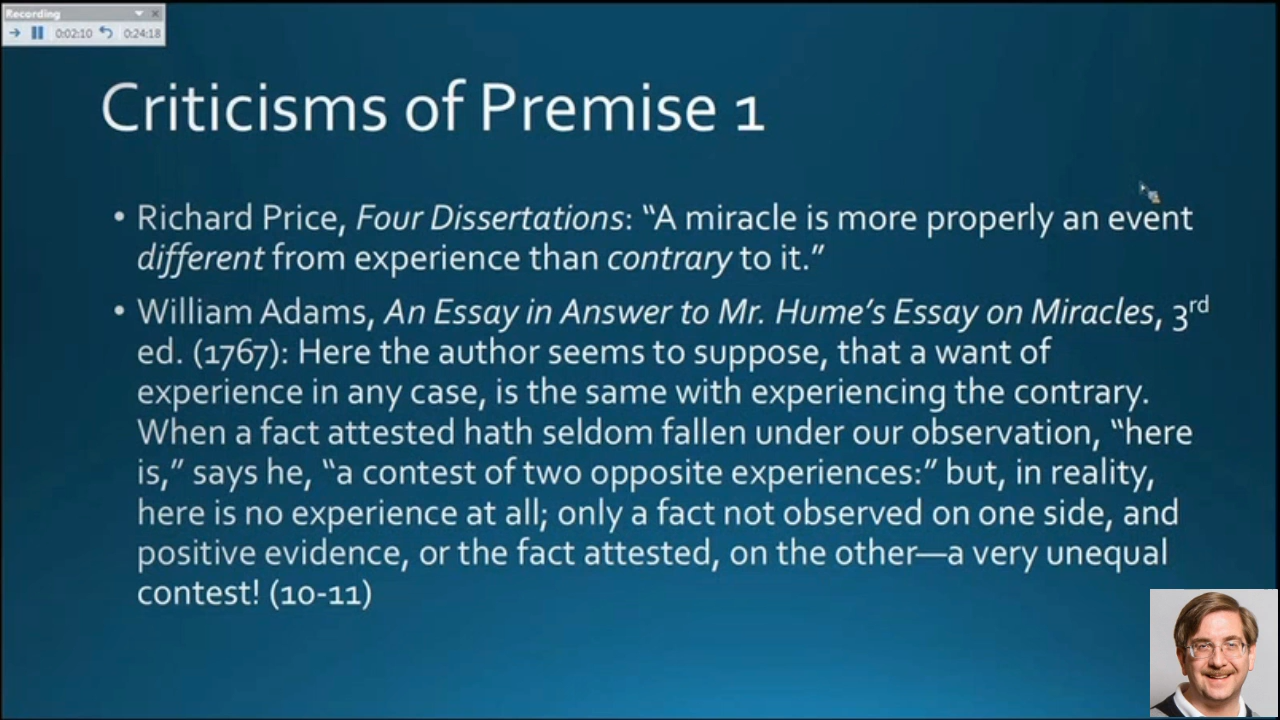 Recording
0:02:10 0:24:18
Criticisms of Premise 1
• Richard Price, Four Dissertations: “A miracle is more properly an event
different from experience than contrary to it.”
• William Adams, An Essay in Answer to Mr. Hume’s Essay on Miracles, 3rd
ed. (1767): Here the author seems to suppose, that a want of
experience in any case, is the same with experiencing the contrary.
When a fact attested hath seldom fallen under our observation, “here
is,” says he, “a contest of two opposite experiences:” but, in reality,
here is no experience at all; only a fact not observed on one side, and
positive evidence, or the fact attested, on the other—a very unequal
contest! (10-11)